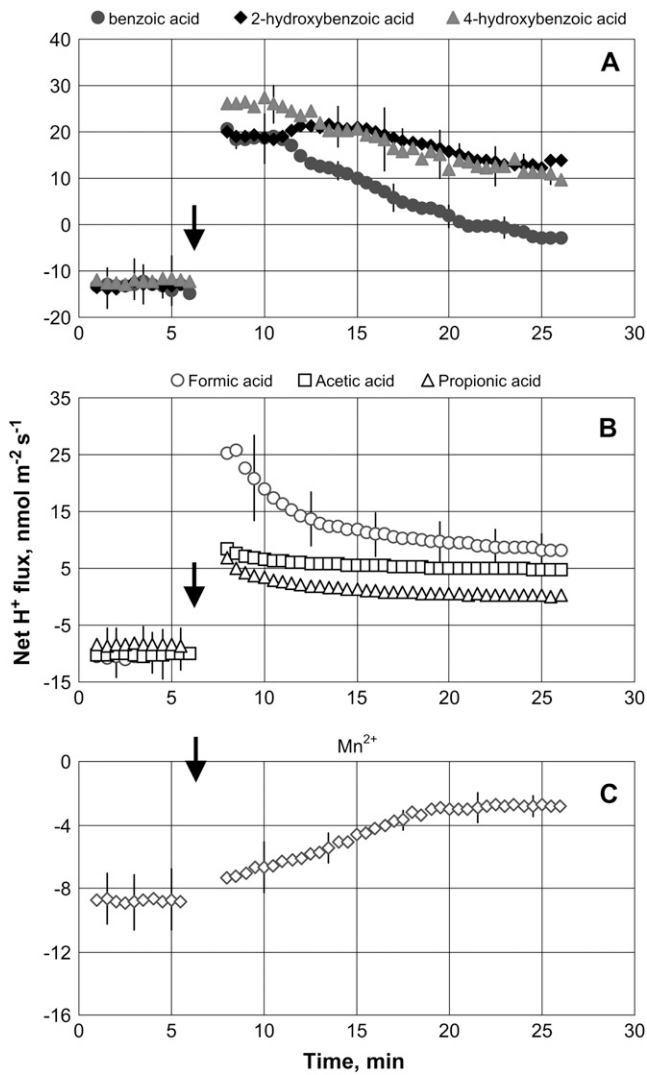 benzoic acid 2-hydroxybenzoic acid 4-hydroxybenzoic acid
A
40
30
20
10
0
-10
-20
0 5 10 15 20 25 30
Formic acid Acetic acid Propionic acid
B
35
25
15
5
-5
-15
0 5 10 15 20 25 30
Net H⁺ flux, nmol m⁻² s⁻¹
Mn²⁺
C
0
-4
-8
-12
-16
0 5 10 15 20 25 30
Time, min